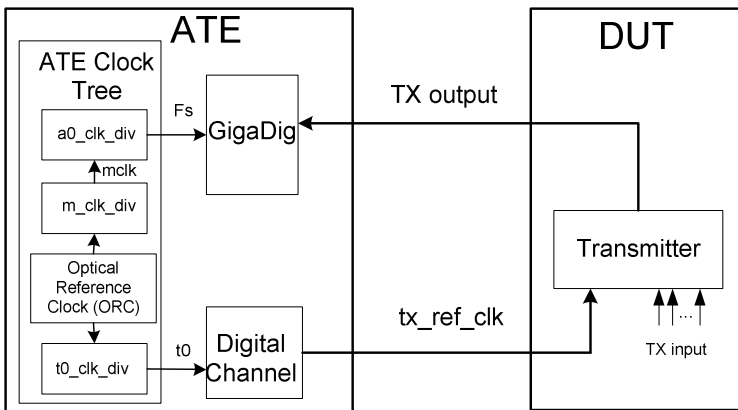 ATE
DUT
ATE Clock
Tree
a0_clk_div
Fs
GigaDig
TX output
mclk
m_clk_div
Transmitter
Optical
Reference
Clock (ORC)
...
TX input
tx_ref_clk
t0_clk_div
t0
Digital
Channel